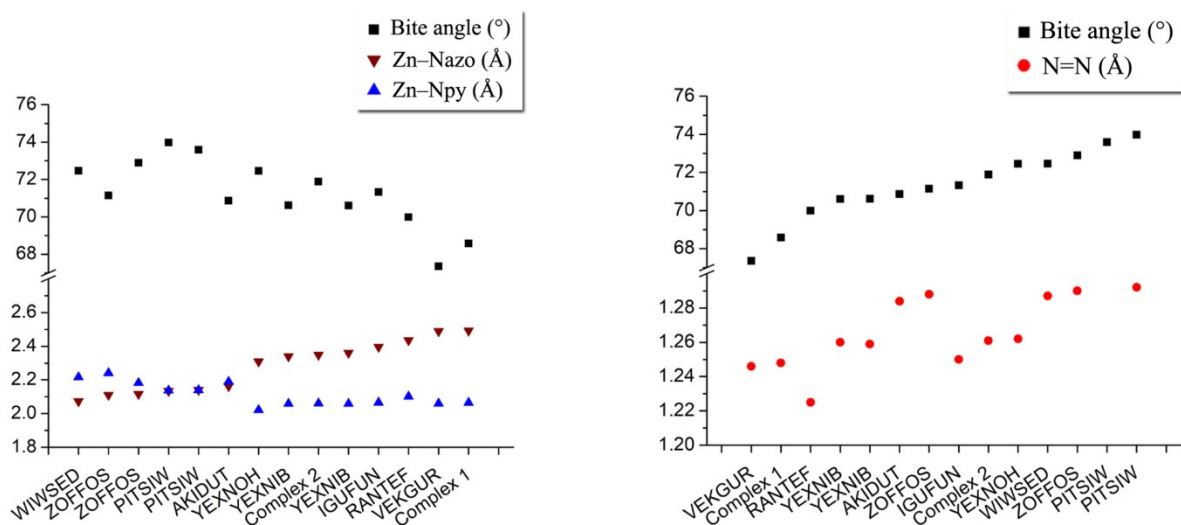 Bite angle (°)
Zn–Nazo (Å)
Zn–Npy (Å)
76
74
72
70
68
2.6
2.4
2.2
2.0
1.8
WIWSED
ZOFFOS
ZOFFOS
PITSIW
PITSIW
AKIDUT
YEXNOH
YEXNIB
Complex 2
YEXNIB
IGUFUN
RANTEF
VEKGUR
Complex 1
Bite angle (°)
N=N (Å)
76
74
72
70
68
1.28
1.26
1.24
1.22
1.20
VEKGUR
Complex 1
RANTEF
YEXNIB
YEXNIB
AKIDUT
ZOFFOS
IGUFUN
Complex 2
YEXNOH
WIWSED
ZOFFOS
PITSIW
PITSIW